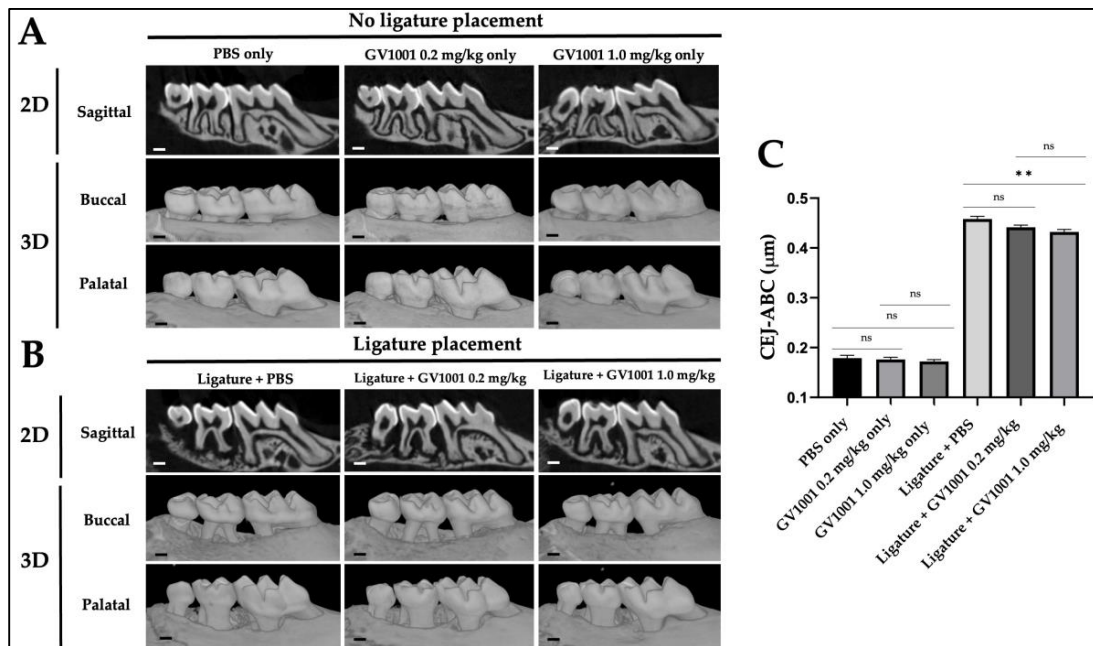 A
No ligature placement
PBS only
GV1001 0.2 mg/kg only
GV1001 1.0 mg/kg only
2D
Sagittal
3D
Buccal
Palatal
B
Ligature placement
Ligature + PBS
Ligature + GV1001 0.2 mg/kg
Ligature + GV1001 1.0 mg/kg
2D
Sagittal
3D
Buccal
Palatal
C
ns
**
ns
ns
ns
ns
CEJ-ABC (μm)
0.5
0.4
0.3
0.2
0.1
PBS only
GV1001 0.2 mg/kg only
GV1001 1.0 mg/kg only
Ligature + PBS
Ligature + GV1001 0.2 mg/kg
Ligature + GV1001 1.0 mg/kg